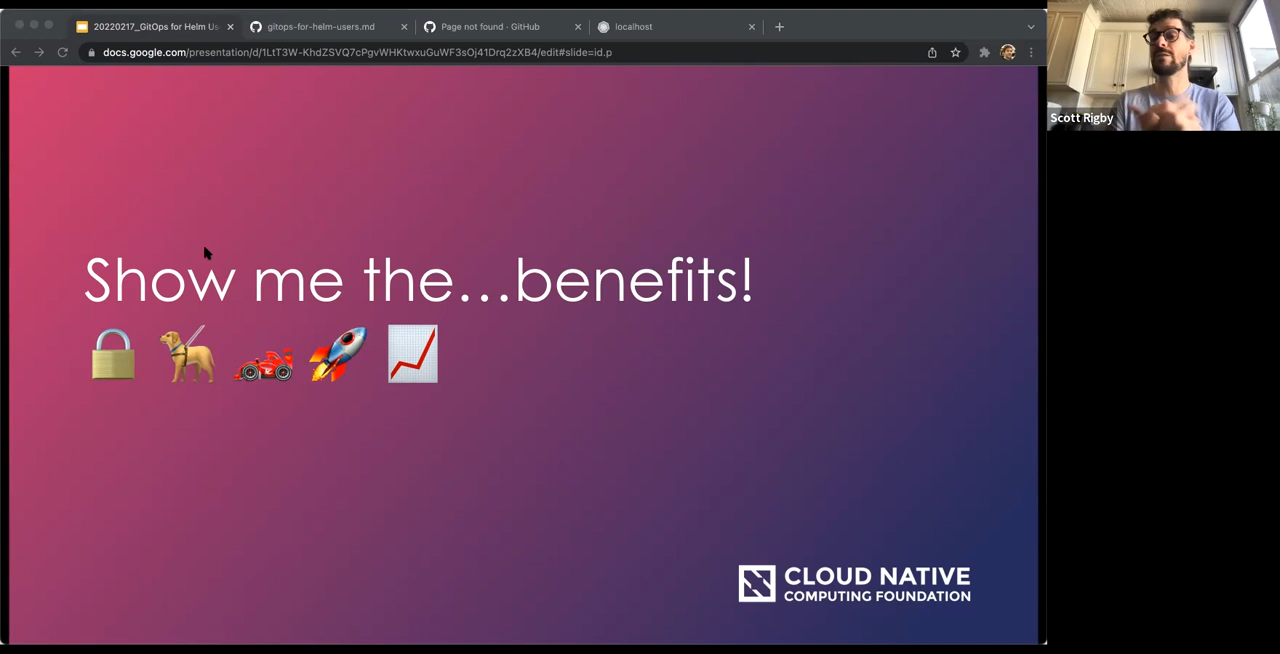 20220217_GitOps for Helm Us
gitops-for-helm-users.md
Page not found · GitHub
localhost
docs.google.com/presentation/d/1LtT3W-KhdZSVQ7cPgvWHKtwxuGuWF3sOj41Drq2zXB4/edit#slide=id.p
Scott Rigby
Show me the...benefits!
CLOUD NATIVE
COMPUTING FOUNDATION